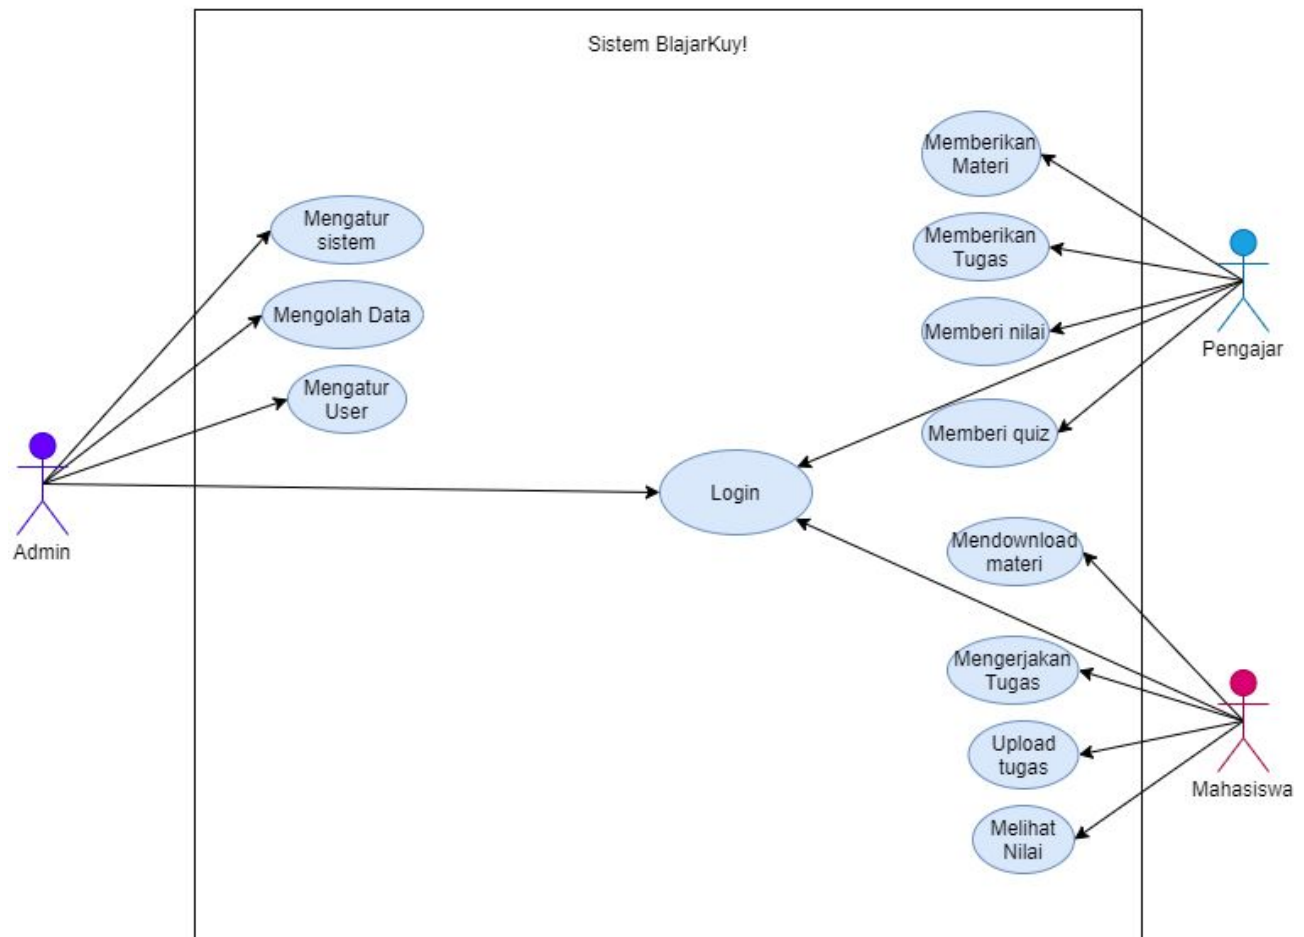 Sistem BlajarKuy!
Memberikan
Materi
Mengatur
sistem
Memberikan
Tugas
Mengolah Data
Memberi nilai
Pengajar
Mengatur
User
Memberi quiz
Login
Admin
Mendownload
materi
Mengerjakan
Tugas
Upload
tugas
Mahasiswa
Melihat
Nilai